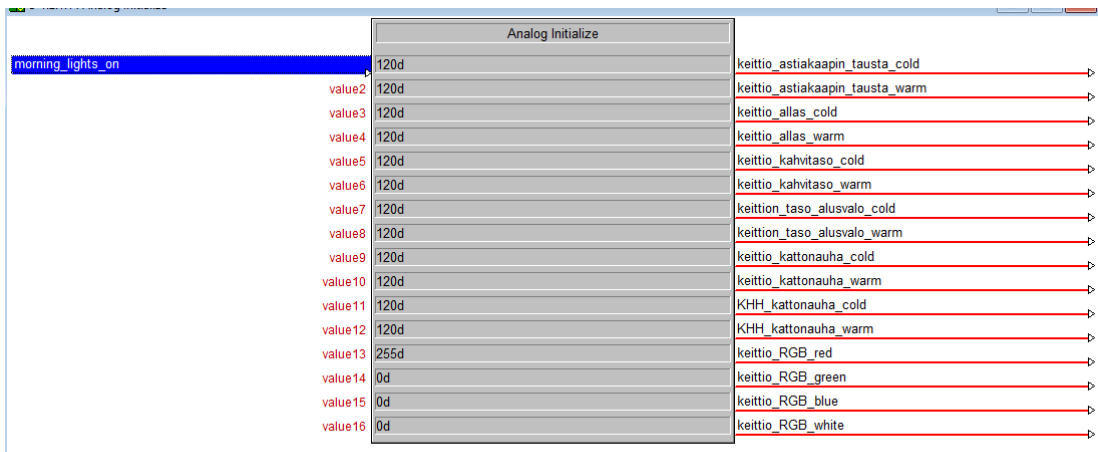 Analog Initialize
morning_lights_on 120d keittio_astiakaapin_tausta_cold
value2 120d keittio_astiakaapin_tausta_warm
value3 120d keittio_allas_cold
value4 120d keittio_allas_warm
value5 120d keittio_kahvitaso_cold
value6 120d keittio_kahvitaso_warm
value7 120d keittion_taso_alusvalo_cold
value8 120d keittion_taso_alusvalo_warm
value9 120d keittio_kattonauha_cold
value10 120d keittio_kattonauha_warm
value11 120d KHH_kattonauha_cold
value12 120d KHH_kattonauha_warm
value13 255d keittio_RGB_red
value14 0d keittio_RGB_green
value15 0d keittio_RGB_blue
value16 0d keittio_RGB_white